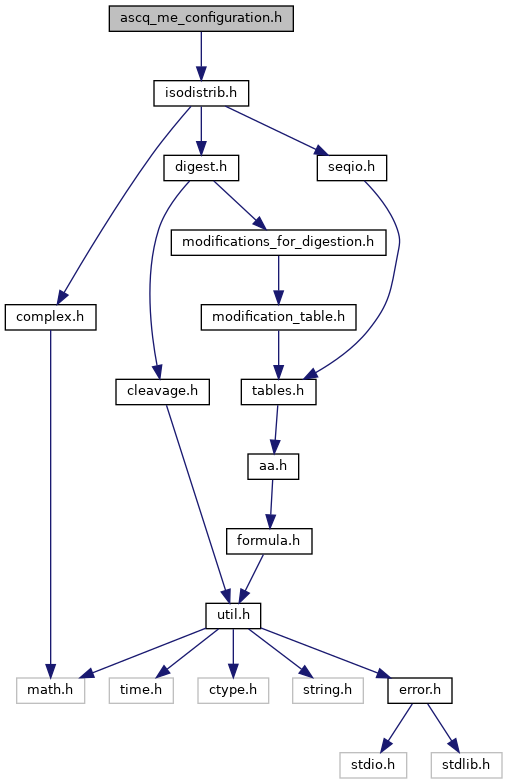 ascq_me_configuration.h
isodistrib.h
digest.h
seqio.h
modifications_for_digestion.h
complex.h
modification_table.h
cleavage.h
tables.h
aa.h
formula.h
util.h
math.h
time.h
ctype.h
string.h
error.h
stdio.h
stdlib.h